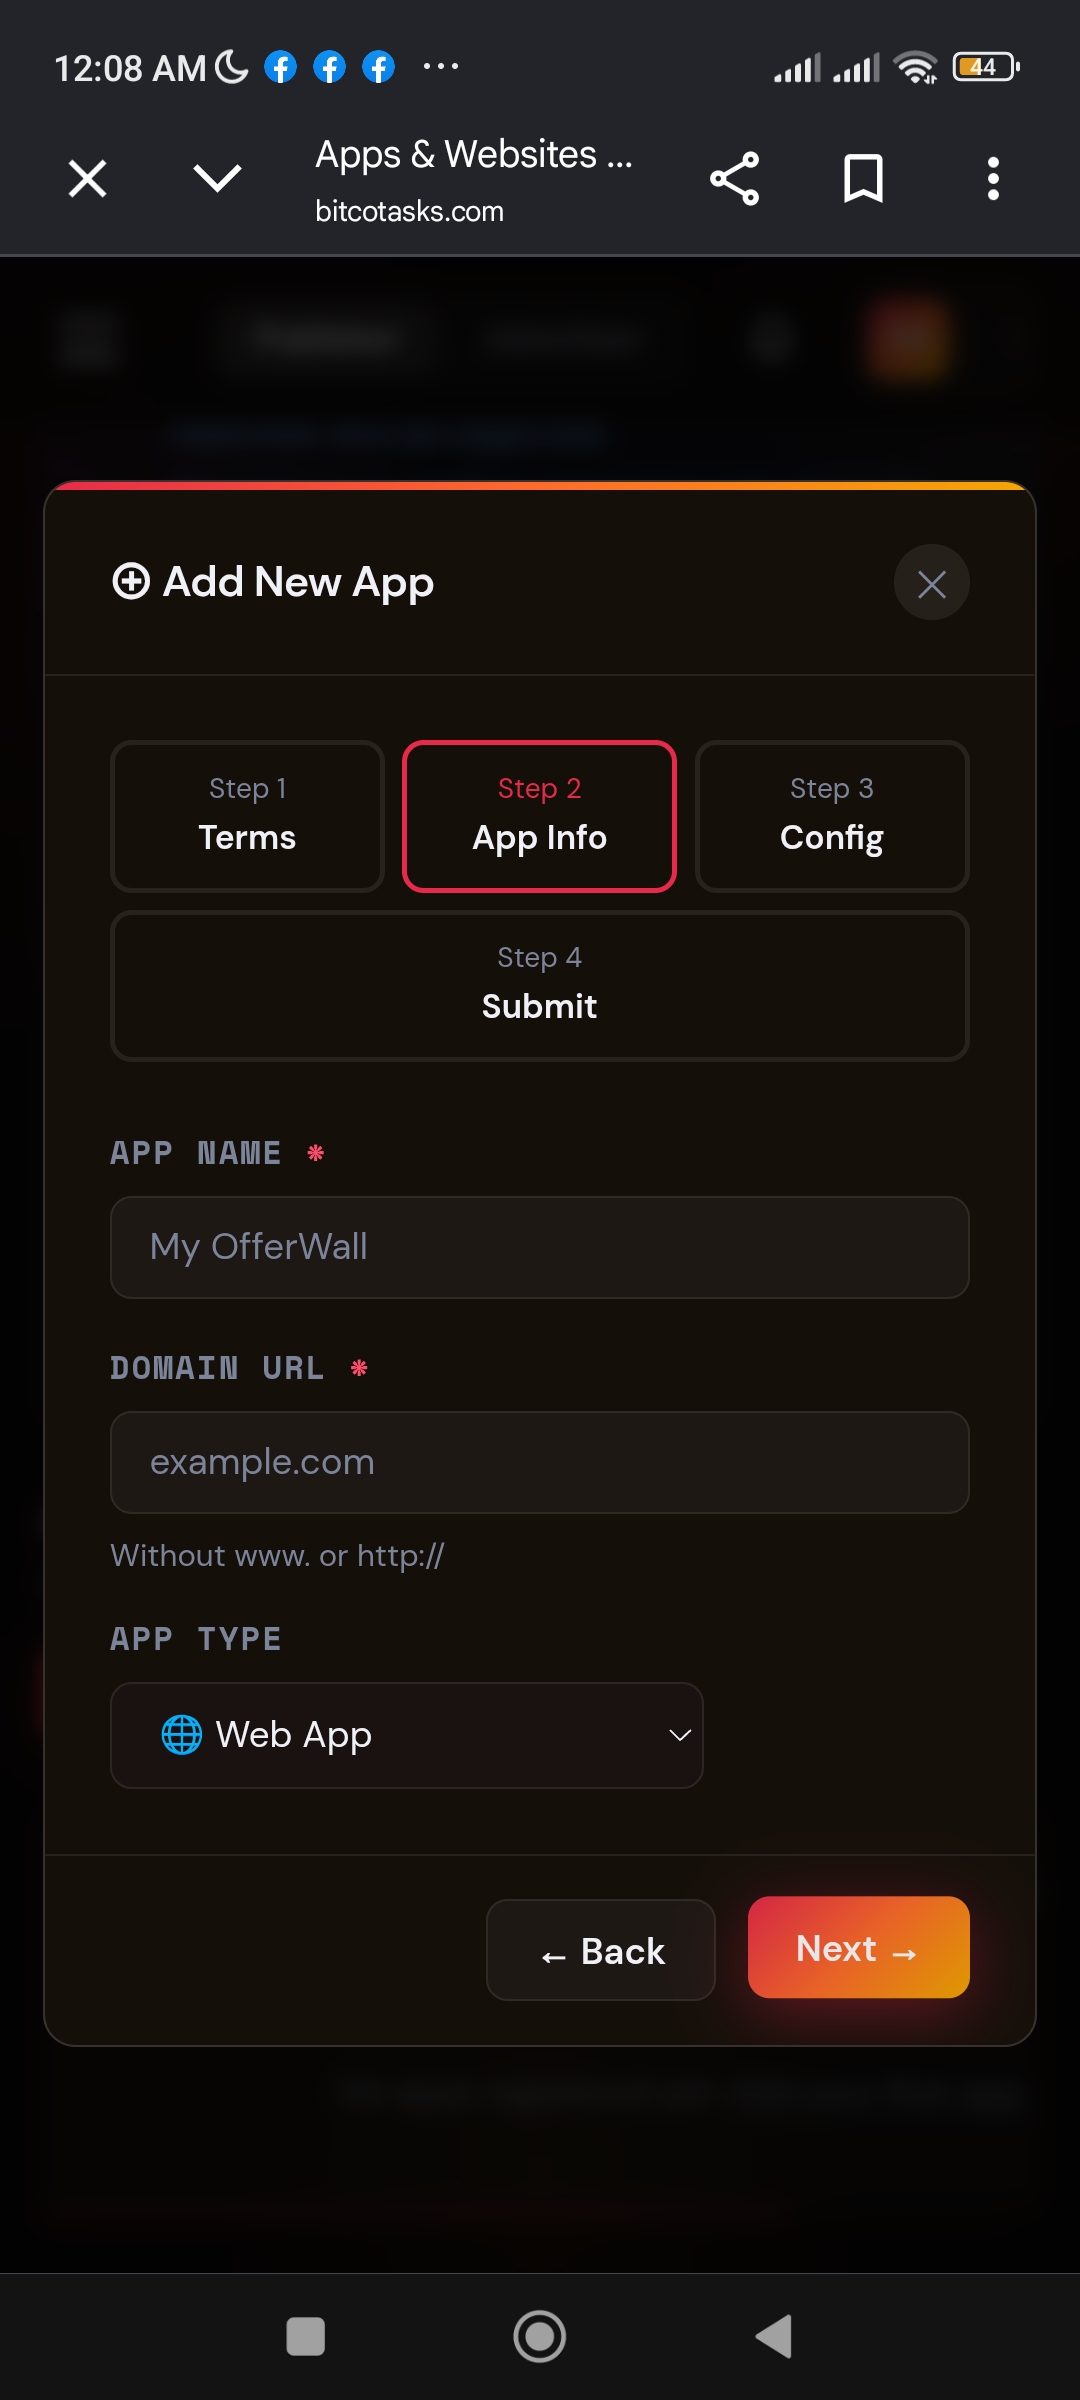 12:08 AM
44
Apps & Websites ...
bitcotasks.com
Add New App
Step 1
Terms
Step 2
App Info
Step 3
Config
Step 4
Submit
APP NAME *
My OfferWall
DOMAIN URL *
example.com
Without www. or http://
APP TYPE
Web App
← Back
Next →